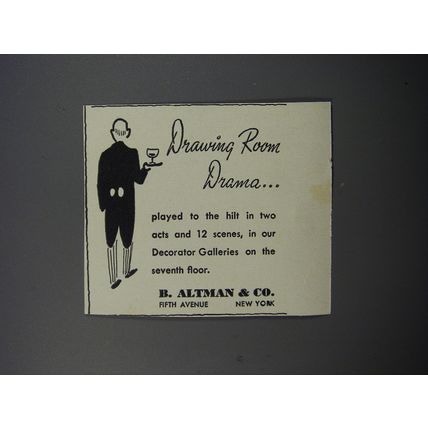 Drawing Room
Drama...
played to the hilt in two
acts and 12 scenes, in our
Decorator Galleries on the
seventh floor.
B. ALTMAN & CO.
FIFTH AVENUE NEW YORK